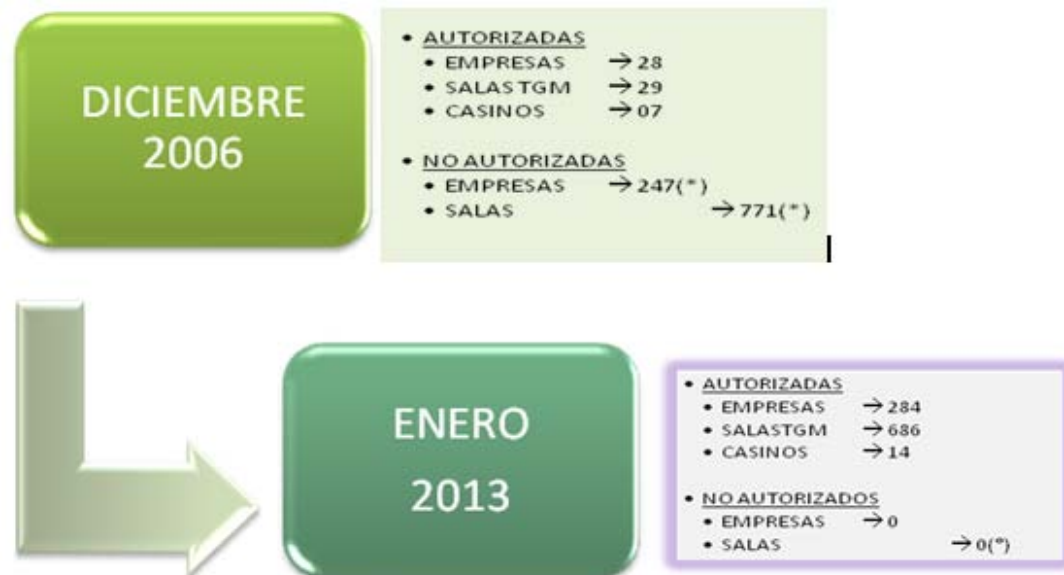 DICIEMBRE
2006
• AUTORIZADAS
• EMPRESAS → 28
• SALAS TGM → 29
• CASINOS → 07
• NO AUTORIZADAS
• EMPRESAS → 247(*)
• SALAS → 771(*)
ENERO
2013
• AUTORIZADAS
• EMPRESAS → 284
• SALASTGM → 686
• CASINOS → 14
• NO AUTORIZADOS
• EMPRESAS → 0
• SALAS → 0(°)